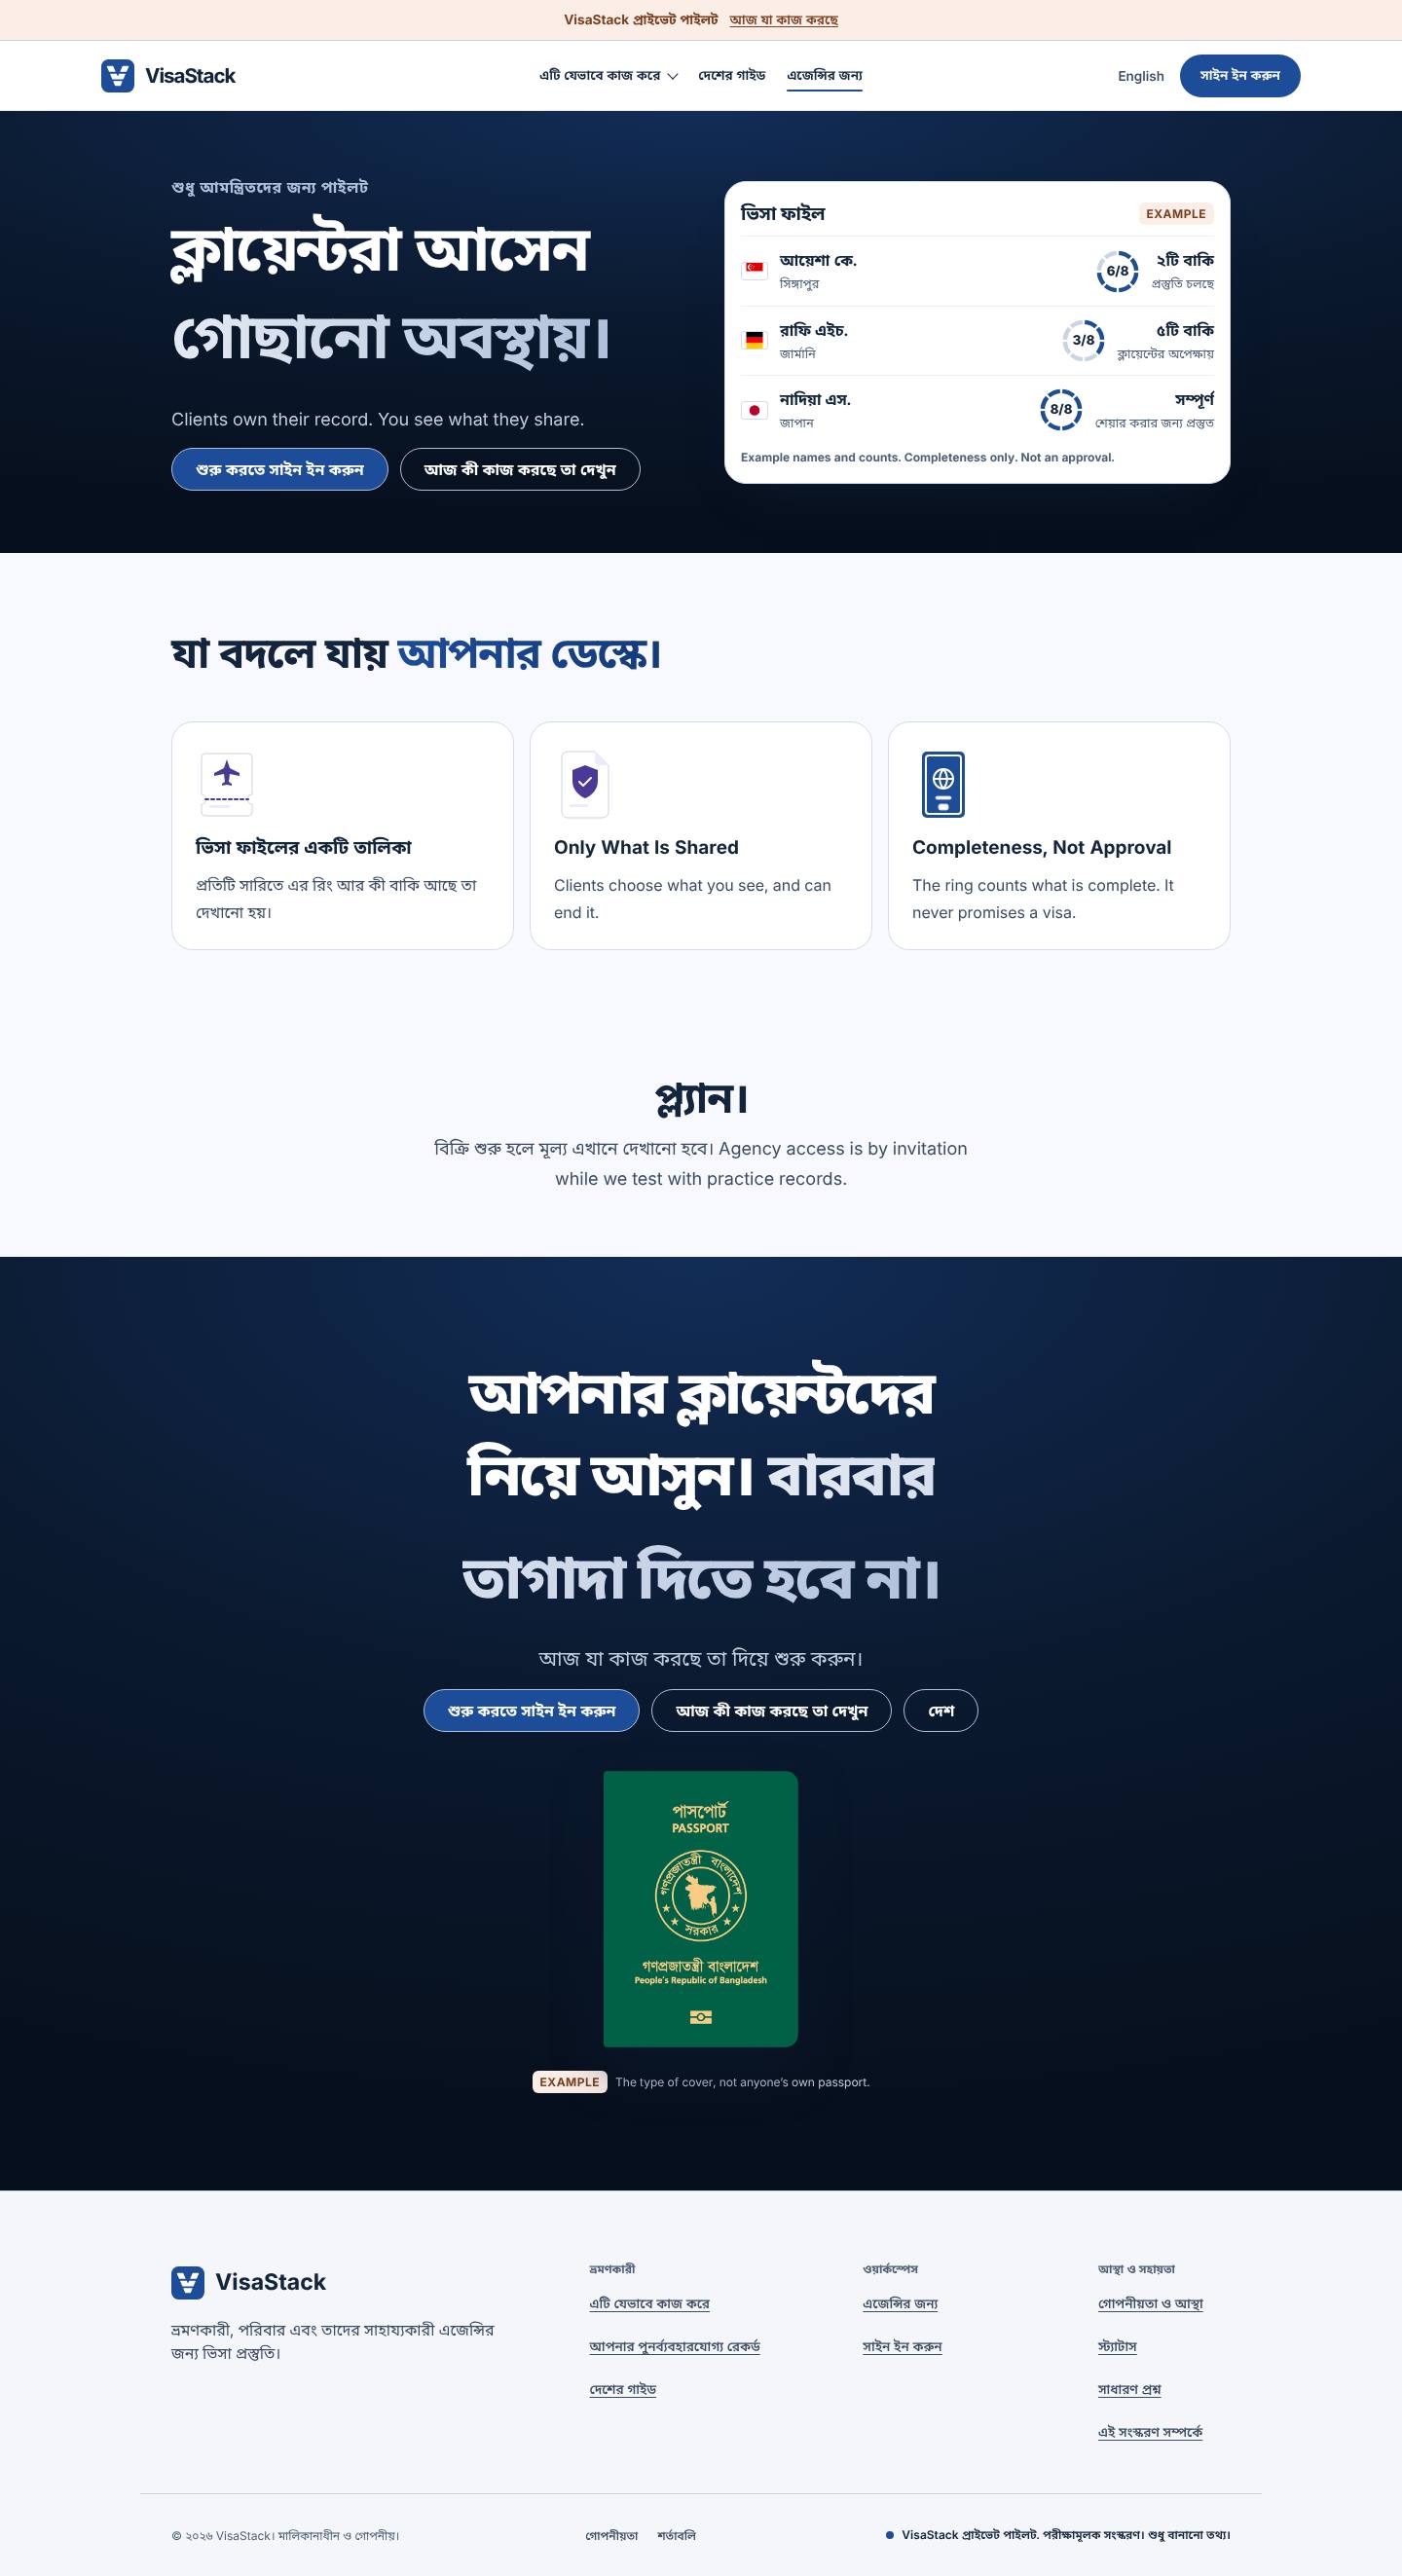 VisaStack প্রাইভেট পাইলট আজ যা কাজ করছে
VisaStack
এটি যেভাবে কাজ করে
দেশের গাইড
এজেন্সির জন্য
English
সাইন ইন করুন
শুধু আমন্ত্রিতদের জন্য পাইলট
ক্লায়েন্টরা আসেন
গোছানো অবস্থায়।
Clients own their record. You see what they share.
শুরু করতে সাইন ইন করুন
আজ কী কাজ করছে তা দেখুন
ভিসা ফাইল
EXAMPLE
আয়েশা কে.
সিঙ্গাপুর
6/8
২টি বাকি
প্রস্তুতি চলছে
রাফি এইচ.
জার্মানি
3/8
৫টি বাকি
ক্লায়েন্টের অপেক্ষায়
নাদিয়া এস.
জাপান
8/8
সম্পূর্ণ
শেয়ার করার জন্য প্রস্তুত
Example names and counts. Completeness only. Not an approval.
যা বদলে যায় আপনার ডেস্কে।
ভিসা ফাইলের একটি তালিকা
প্রতিটি সারিতে এর রিং আর কী বাকি আছে তা
দেখানো হয়।
Only What Is Shared
Clients choose what you see, and can
end it.
Completeness, Not Approval
The ring counts what is complete. It
never promises a visa.
প্ল্যান।
বিক্রি শুরু হলে মূল্য এখানে দেখানো হবে। Agency access is by invitation
while we test with practice records.
আপনার ক্লায়েন্টদের
নিয়ে আসুন। বারবার
তাগাদা দিতে হবে না।
আজ যা কাজ করছে তা দিয়ে শুরু করুন।
শুরু করতে সাইন ইন করুন
আজ কী কাজ করছে তা দেখুন
দেশ
পাসপোর্ট
PASSPORT
গণপ্রজাতন্ত্রী বাংলাদেশ
সরকার
গণপ্রজাতন্ত্রী বাংলাদেশ
People's Republic of Bangladesh
EXAMPLE
The type of cover, not anyone's own passport.
VisaStack
ভ্রমণকারী, পরিবার এবং তাদের সাহায্যকারী এজেন্সির
জন্য ভিসা প্রস্তুতি।
ভ্রমণকারী
এটি যেভাবে কাজ করে
আপনার পুনর্ব্যবহারযোগ্য রেকর্ড
দেশের গাইড
ওয়ার্কস্পেস
এজেন্সির জন্য
সাইন ইন করুন
আস্থা ও সহায়তা
গোপনীয়তা ও আস্থা
স্ট্যাটাস
সাধারণ প্রশ্ন
এই সংস্করণ সম্পর্কে
© ২০২৬ VisaStack। মালিকানাধীন ও গোপনীয়।
গোপনীয়তা
শর্তাবলি
VisaStack প্রাইভেট পাইলট. পরীক্ষামূলক সংস্করণ। শুধু বানানো তথ্য।